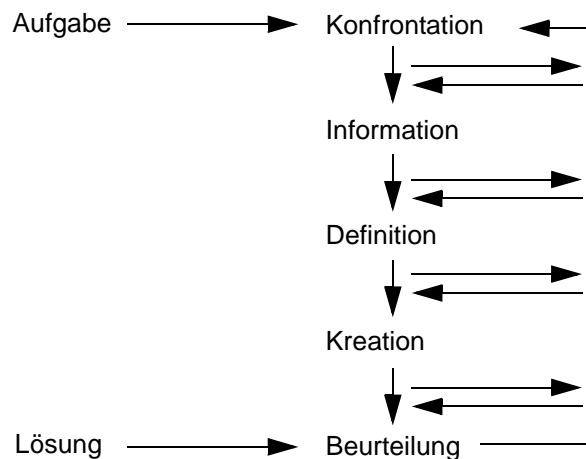 Aufgabe Konfrontation
Information
Definition
Kreation
Lösung Beurteilung